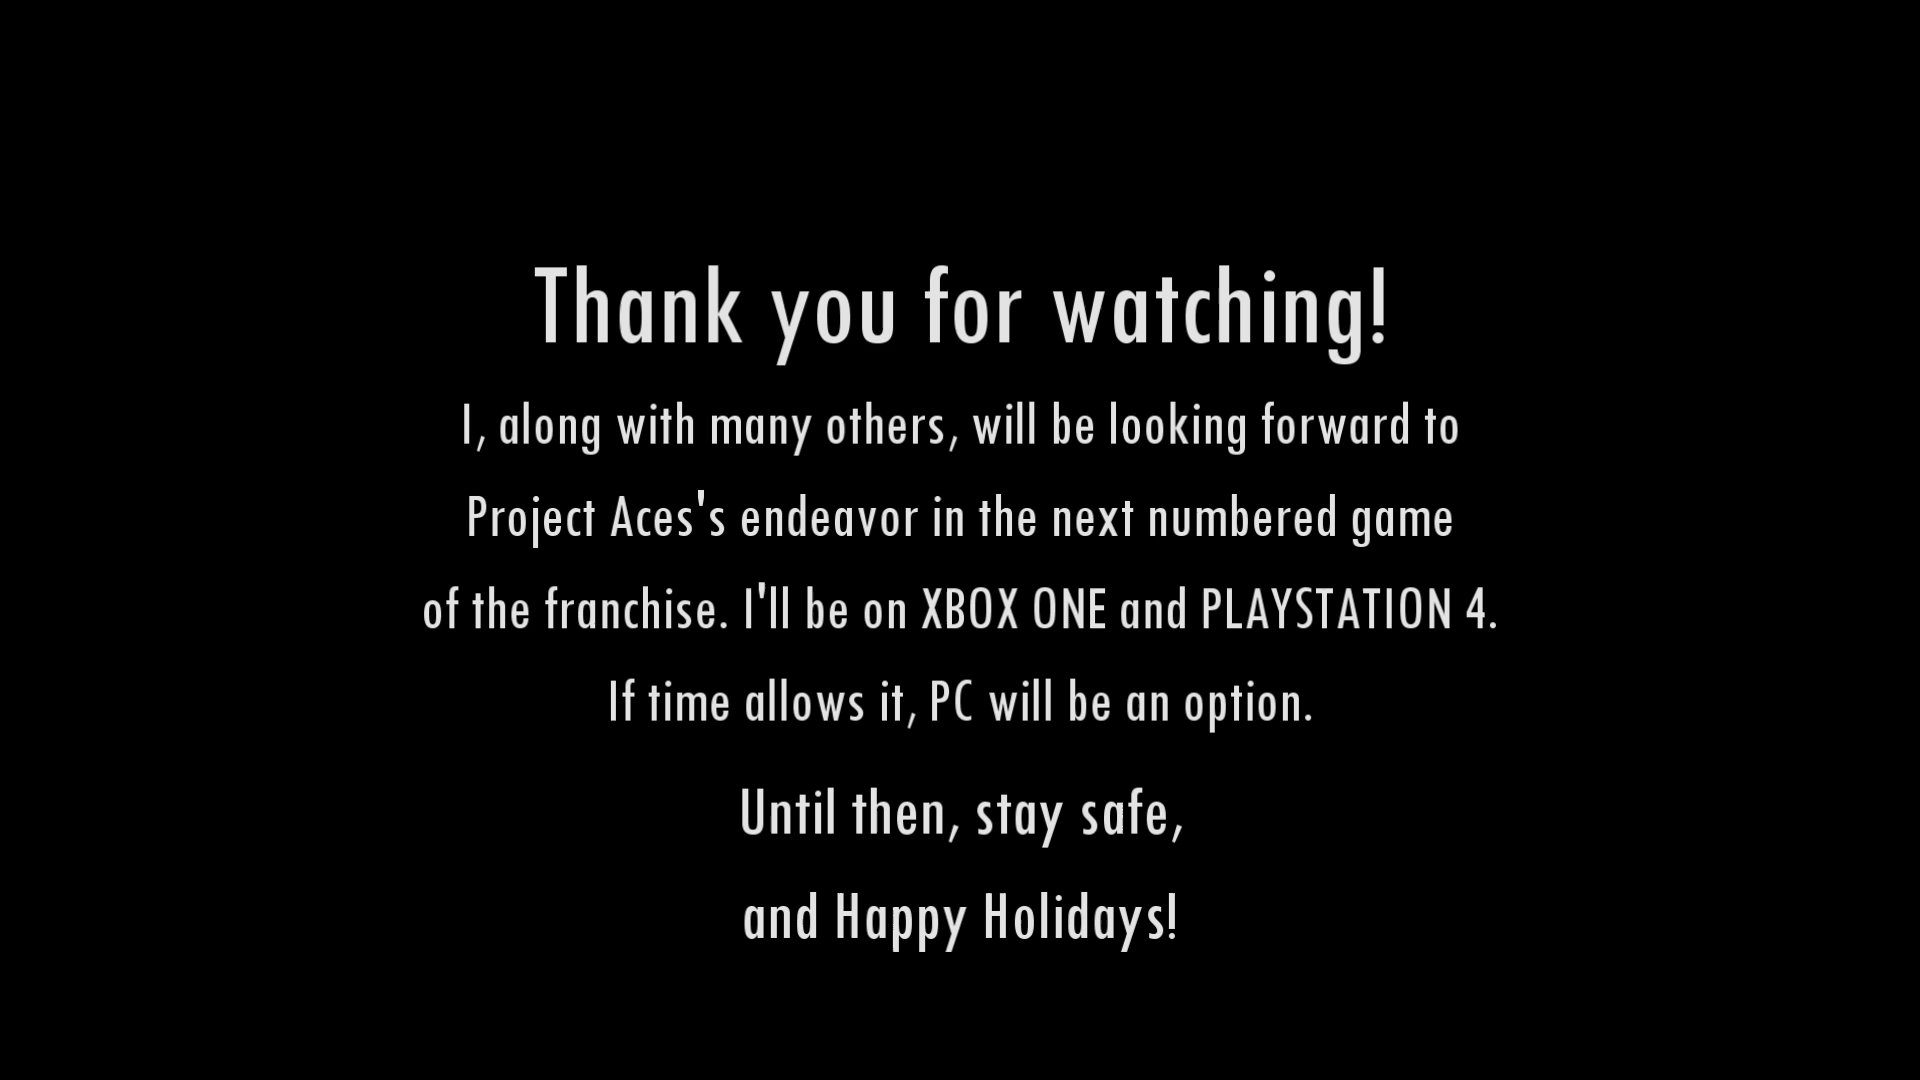 Thank you for watching!
I, along with many others, will be looking forward to
Project Aces's endeavor in the next numbered game
of the franchise. I'll be on XBOX ONE and PLAYSTATION 4.
If time allows it, PC will be an option.
Until then, stay safe,
and Happy Holidays!